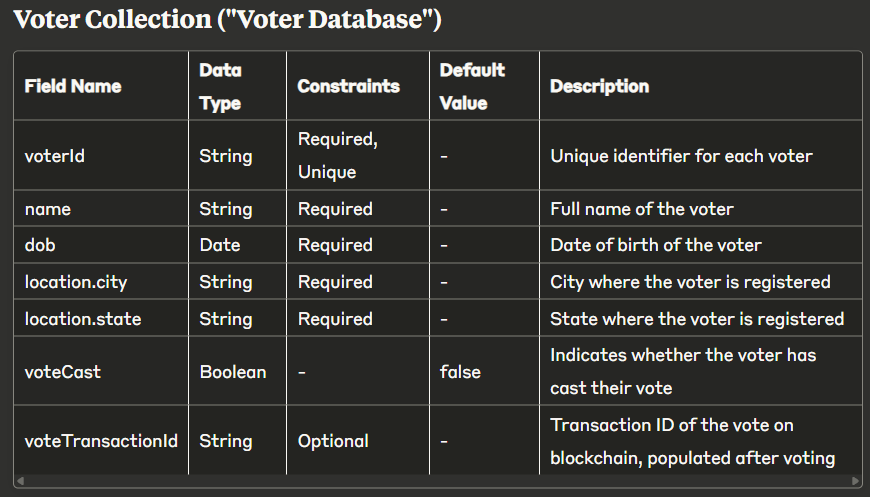 Voter Collection ("Voter Database")
Field Name
Data
Type
Constraints
Default
Value
Description
voterId
String
Required,
Unique
-
Unique identifier for each voter
name
String
Required
-
Full name of the voter
dob
Date
Required
-
Date of birth of the voter
location.city
String
Required
-
City where the voter is registered
location.state
String
Required
-
State where the voter is registered
voteCast
Boolean
-
false
Indicates whether the voter has
cast their vote
voteTransactionId
String
Optional
-
Transaction ID of the vote on
blockchain, populated after voting